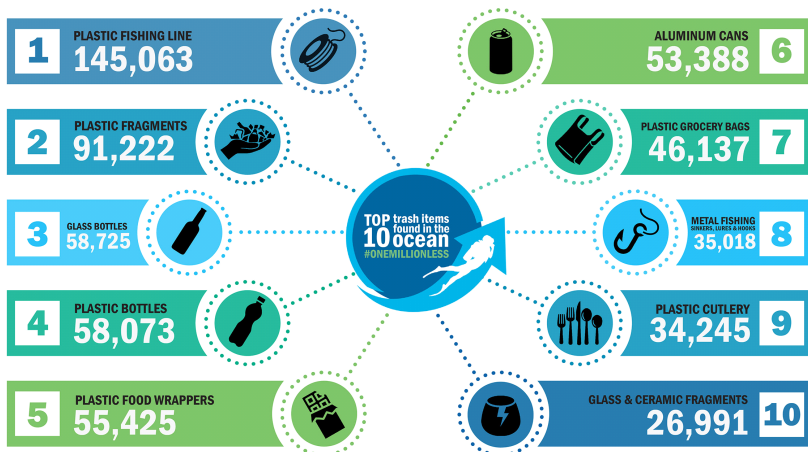 1
PLASTIC FISHING LINE
145,063
2
PLASTIC FRAGMENTS
91,222
3
GLASS BOTTLES
58,725
4
PLASTIC BOTTLES
58,073
5
PLASTIC FOOD WRAPPERS
55,425
TOP 10 trash items
found in the
ocean
#ONEMILLIONLESS
ALUMINUM CANS
53,388
6
PLASTIC GROCERY BAGS
46,137
7
METAL FISHING
SINKERS, LURES & HOOKS
35,018
8
PLASTIC CUTLERY
34,245
9
GLASS & CERAMIC FRAGMENTS
26,991
10